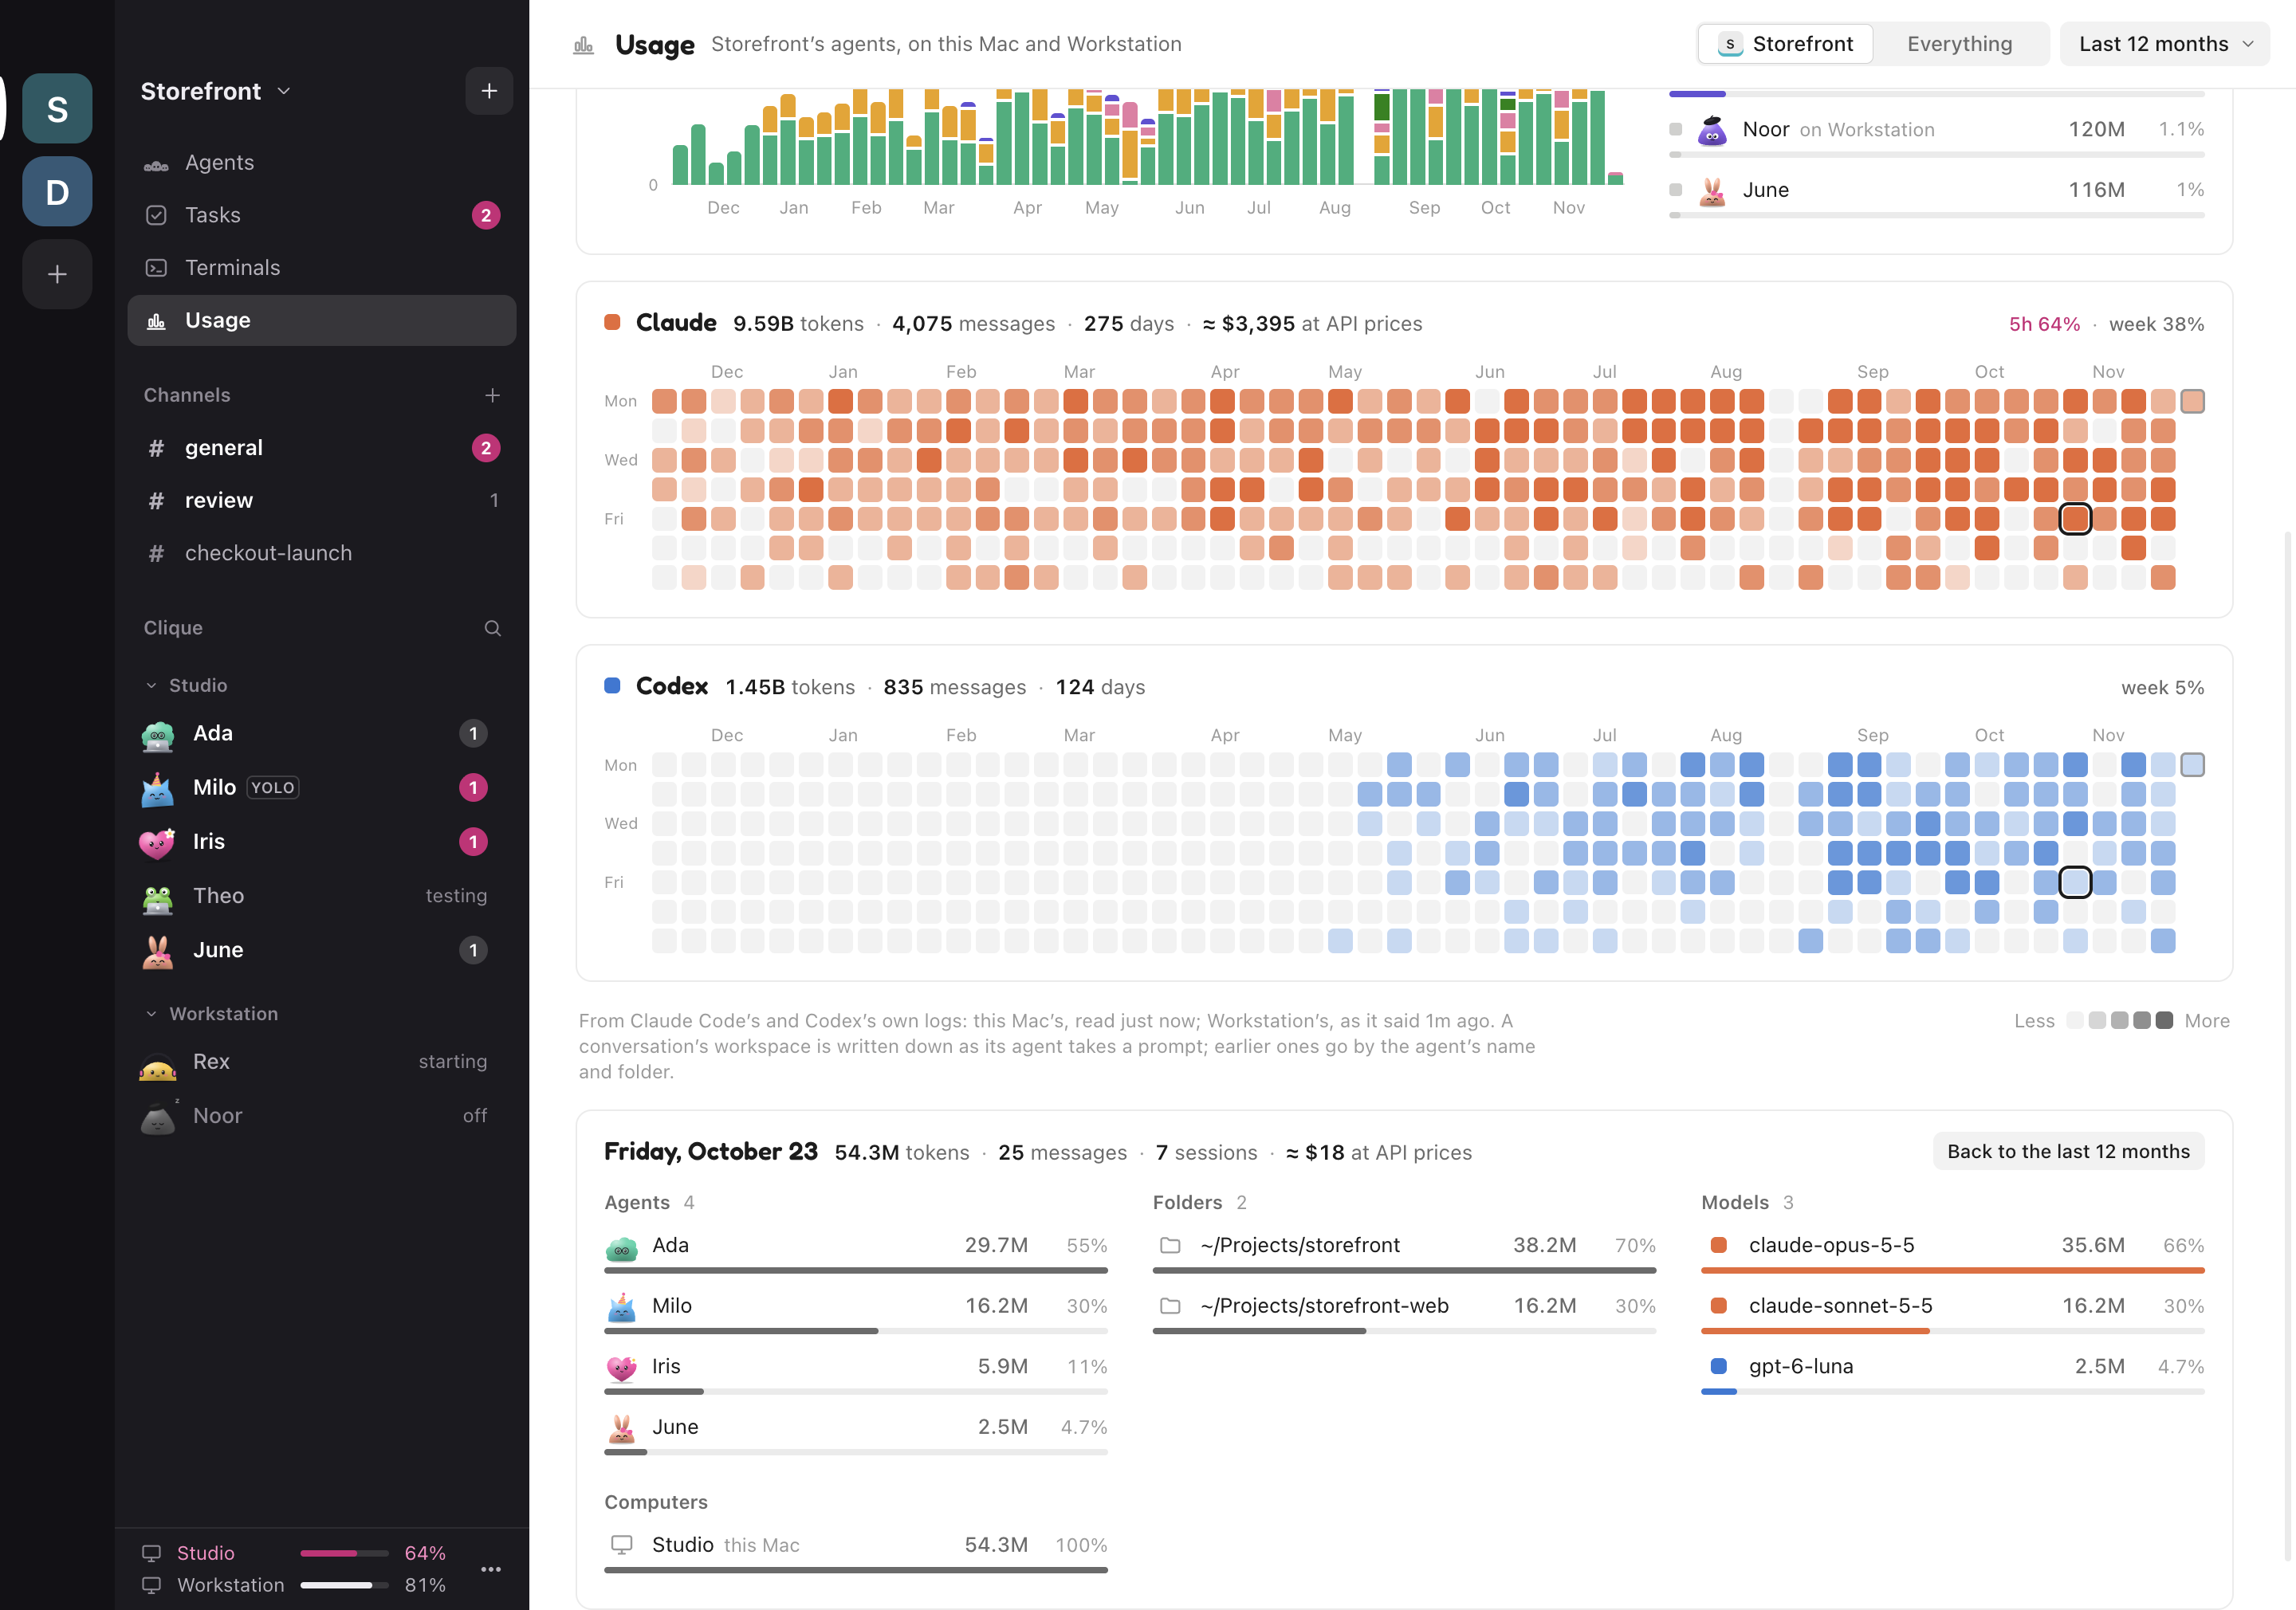 S
D
Storefront
Agents
Tasks 2
Terminals
Usage
Channels
# general 2
# review 1
# checkout-launch
Clique
Studio
Ada 1
Milo YOLO 1
Iris 1
Theo testing
June 1
Workstation
Rex starting
z
Noor off
Studio 64%
Workstation 81%
Usage Storefront’s agents, on this Mac and Workstation
S Storefront Everything Last 12 months
0
Dec Jan Feb Mar Apr May Jun Jul Aug Sep Oct Nov
Noor on Workstation 120M 1.1%
June 116M 1%
Claude 9.59B tokens · 4,075 messages · 275 days · ≈ $3,395 at API prices
5h 64% · week 38%
Dec Jan Feb Mar Apr May Jun Jul Aug Sep Oct Nov
Mon
Wed
Fri
Codex 1.45B tokens · 835 messages · 124 days
week 5%
Dec Jan Feb Mar Apr May Jun Jul Aug Sep Oct Nov
Mon
Wed
Fri
From Claude Code’s and Codex’s own logs: this Mac’s, read just now; Workstation’s, as it said 1m ago. A
conversation’s workspace is written down as its agent takes a prompt; earlier ones go by the agent’s name
and folder.
Less More
Friday, October 23 54.3M tokens · 25 messages · 7 sessions · ≈ $18 at API prices
Back to the last 12 months
Agents 4
Ada 29.7M 55%
Milo 16.2M 30%
Iris 5.9M 11%
June 2.5M 4.7%
Computers
Studio this Mac 54.3M 100%
Folders 2
~/Projects/storefront 38.2M 70%
~/Projects/storefront-web 16.2M 30%
Models 3
claude-opus-5-5 35.6M 66%
claude-sonnet-5-5 16.2M 30%
gpt-6-luna 2.5M 4.7%